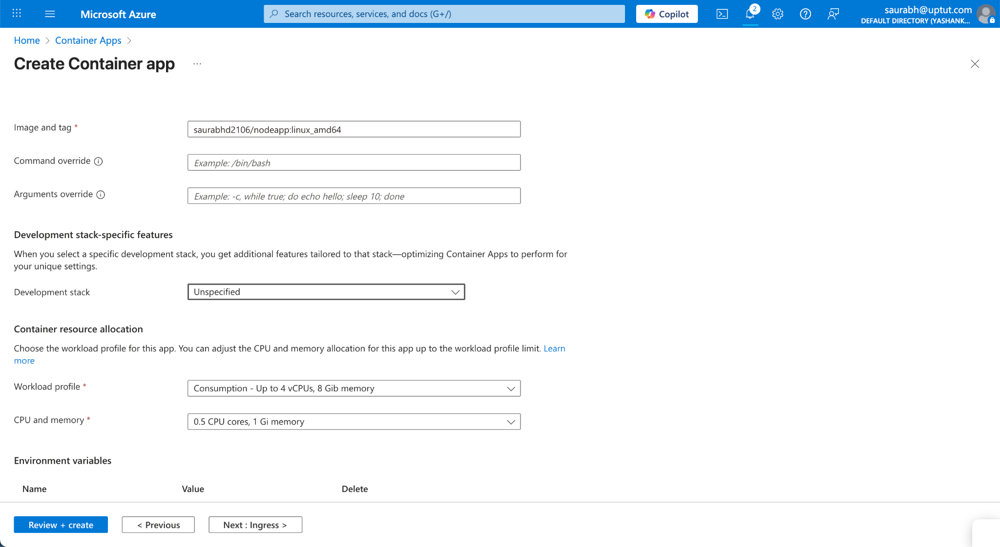 Microsoft Azure
Search resources, services, and docs (G+/)
Copilot
2
saurabh@uptut.com
DEFAULT DIRECTORY (YASHANK...
Home > Container Apps >
Create Container app ...
Image and tag *
saurabhd2106/nodeapp:linux_amd64
Command override
Example: /bin/bash
Arguments override
Example: -c, while true; do echo hello; sleep 10; done
Development stack-specific features
When you select a specific development stack, you get additional features tailored to that stack—optimizing Container Apps to perform for
your unique settings.
Development stack
Unspecified
Container resource allocation
Choose the workload profile for this app. You can adjust the CPU and memory allocation for this app up to the workload profile limit. Learn
more
Workload profile *
Consumption - Up to 4 vCPUs, 8 Gib memory
CPU and memory *
0.5 CPU cores, 1 Gi memory
Environment variables
Name Value Delete
Review + create
< Previous
Next : Ingress >